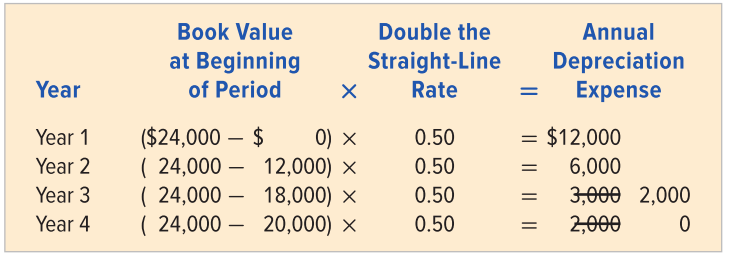 Book Value Double the Annual
at Beginning Straight-Line Depreciation
Year of Period × Rate = Expense
Year 1 ($24,000 – $ 0) × 0.50 = $12,000
Year 2 ( 24,000 – 12,000) × 0.50 = 6,000
Year 3 ( 24,000 – 18,000) × 0.50 = 3,000 2,000
Year 4 ( 24,000 – 20,000) × 0.50 = 2,000 0